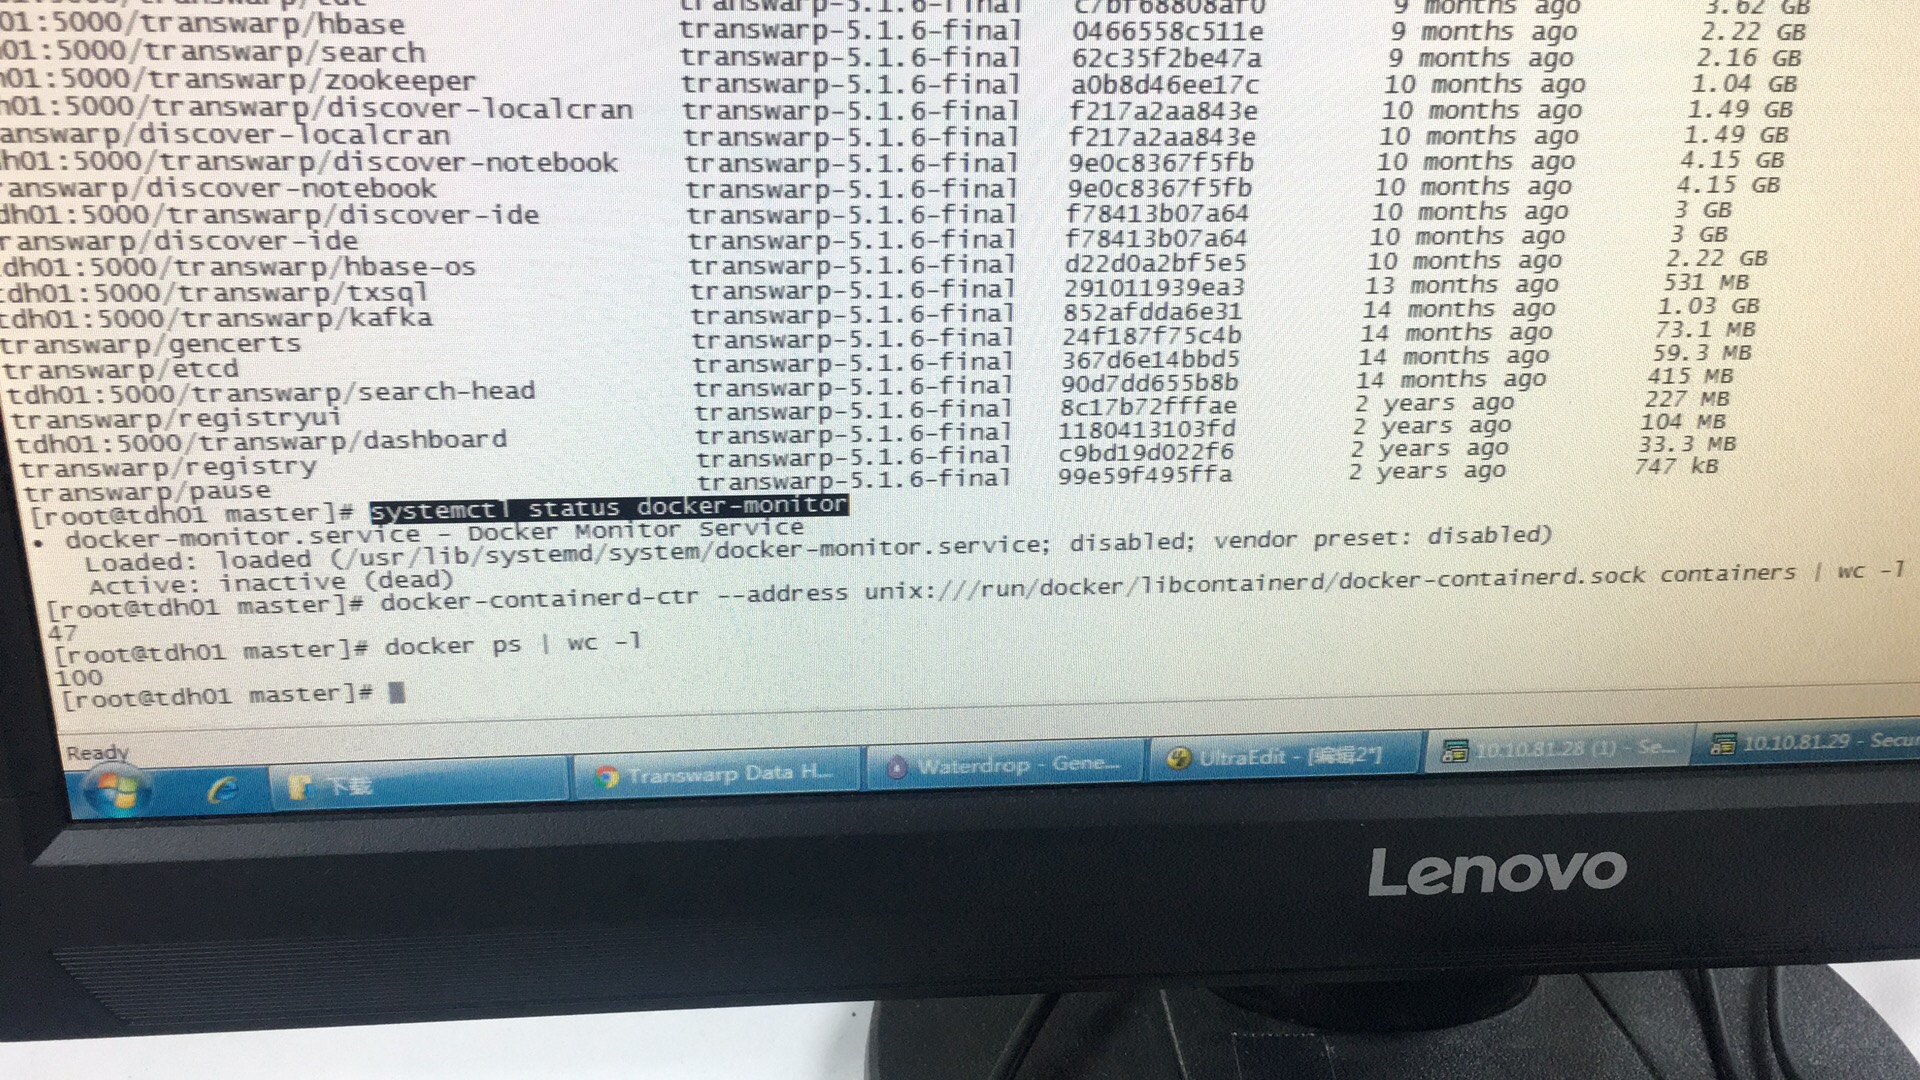 transwarp-5.1.6-final c7bf68808af0 9 months ago 3.62 GB
01:5000/transwarp/hbase transwarp-5.1.6-final 0466558c511e 9 months ago 2.22 GB
01:5000/transwarp/search transwarp-5.1.6-final 62c35f2be47a 9 months ago 2.16 GB
01:5000/transwarp/zookeeper transwarp-5.1.6-final a0b8d46ee17c 10 months ago 1.04 GB
h01:5000/transwarp/discover-localcran transwarp-5.1.6-final f217a2aa843e 10 months ago 1.49 GB
answarp/discover-localcran transwarp-5.1.6-final f217a2aa843e 10 months ago 1.49 GB
h01:5000/transwarp/discover-notebook transwarp-5.1.6-final 9e0c8367f5fb 10 months ago 4.15 GB
ranswarp/discover-notebook transwarp-5.1.6-final 9e0c8367f5fb 10 months ago 4.15 GB
dh01:5000/transwarp/discover-ide transwarp-5.1.6-final f78413b07a64 10 months ago 3 GB
ranswarp/discover-ide transwarp-5.1.6-final f78413b07a64 10 months ago 3 GB
dh01:5000/transwarp/hbase-os transwarp-5.1.6-final d22d0a2bf5e5 10 months ago 2.22 GB
tdh01:5000/transwarp/txsql transwarp-5.1.6-final 291011939ea3 13 months ago 531 MB
tdh01:5000/transwarp/kafka transwarp-5.1.6-final 852afdda6e31 14 months ago 1.03 GB
transwarp/gencerts transwarp-5.1.6-final 24f187f75c4b 14 months ago 73.1 MB
transwarp/etcd transwarp-5.1.6-final 367d6e14bbd5 14 months ago 59.3 MB
tdh01:5000/transwarp/search-head transwarp-5.1.6-final 90d7dd655b8b 14 months ago 415 MB
transwarp/registryui transwarp-5.1.6-final 8c17b72fffae 2 years ago 227 MB
tdh01:5000/transwarp/dashboard transwarp-5.1.6-final 1180413103fd 2 years ago 104 MB
transwarp/registry transwarp-5.1.6-final c9bd19d022f6 2 years ago 33.3 MB
transwarp/pause transwarp-5.1.6-final 99e59f495ffa 2 years ago 747 kB
[root@tdh01 master]# systemctl status docker-monitor
• docker-monitor.service - Docker Monitor Service
Loaded: loaded (/usr/lib/systemd/system/docker-monitor.service; disabled; vendor preset: disabled)
Active: inactive (dead)
[root@tdh01 master]# docker-containerd-ctr --address unix:///run/docker/libcontainerd/docker-containerd.sock containers | wc -l
47
[root@tdh01 master]# docker ps | wc -l
100
[root@tdh01 master]#
Ready
下载 Transwarp Data H... Waterdrop - Gene... UltraEdit - [编辑2*] 10.10.81.28 (1) - Se... 10.10.81.29 - Secur
Lenovo